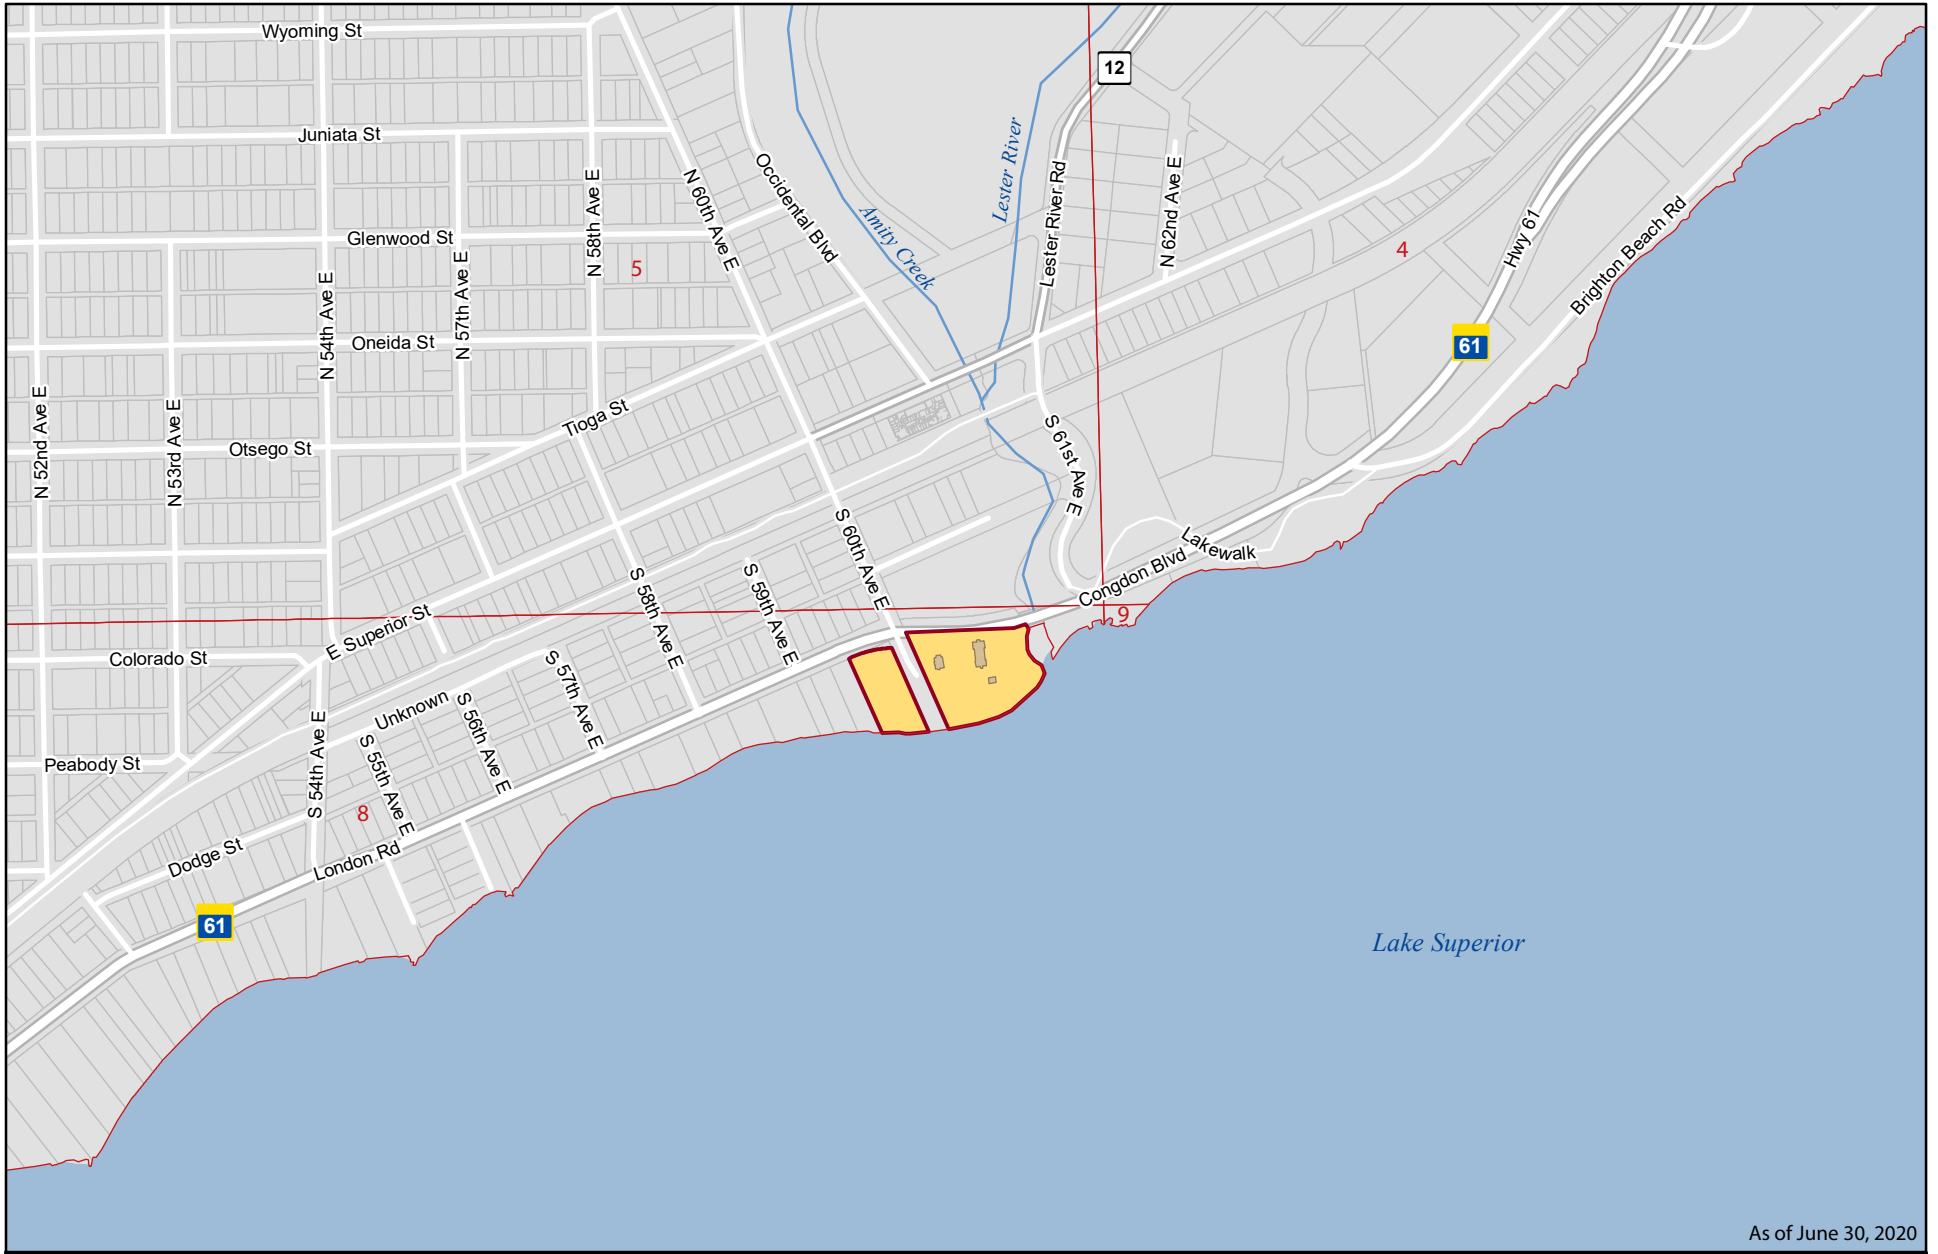 Wyoming St
12
Juniata St
Lester River
Occidental Blvd
N 58th Ave E
N 60th Ave E
Lester River Rd
N 62nd Ave E
Amity Creek
Glenwood St
Hwy 61
Brighton Beach Rd
4
5
N 57th Ave E
N 54th Ave E
Oneida St
61
N 52nd Ave E
N 53rd Ave E
Tioga St
Otsego St
S 61st Ave E
S 60th Ave E
Lakewalk
Congdon Blvd
S 59th Ave E
S 58th Ave E
9
E Superior St
Colorado St
S 57th Ave E
Unknown
S 56th Ave E
S 54th Ave E
S 55th Ave E
Peabody St
8
Dodge St
London Rd
61
Lake Superior
As of June 30, 2020